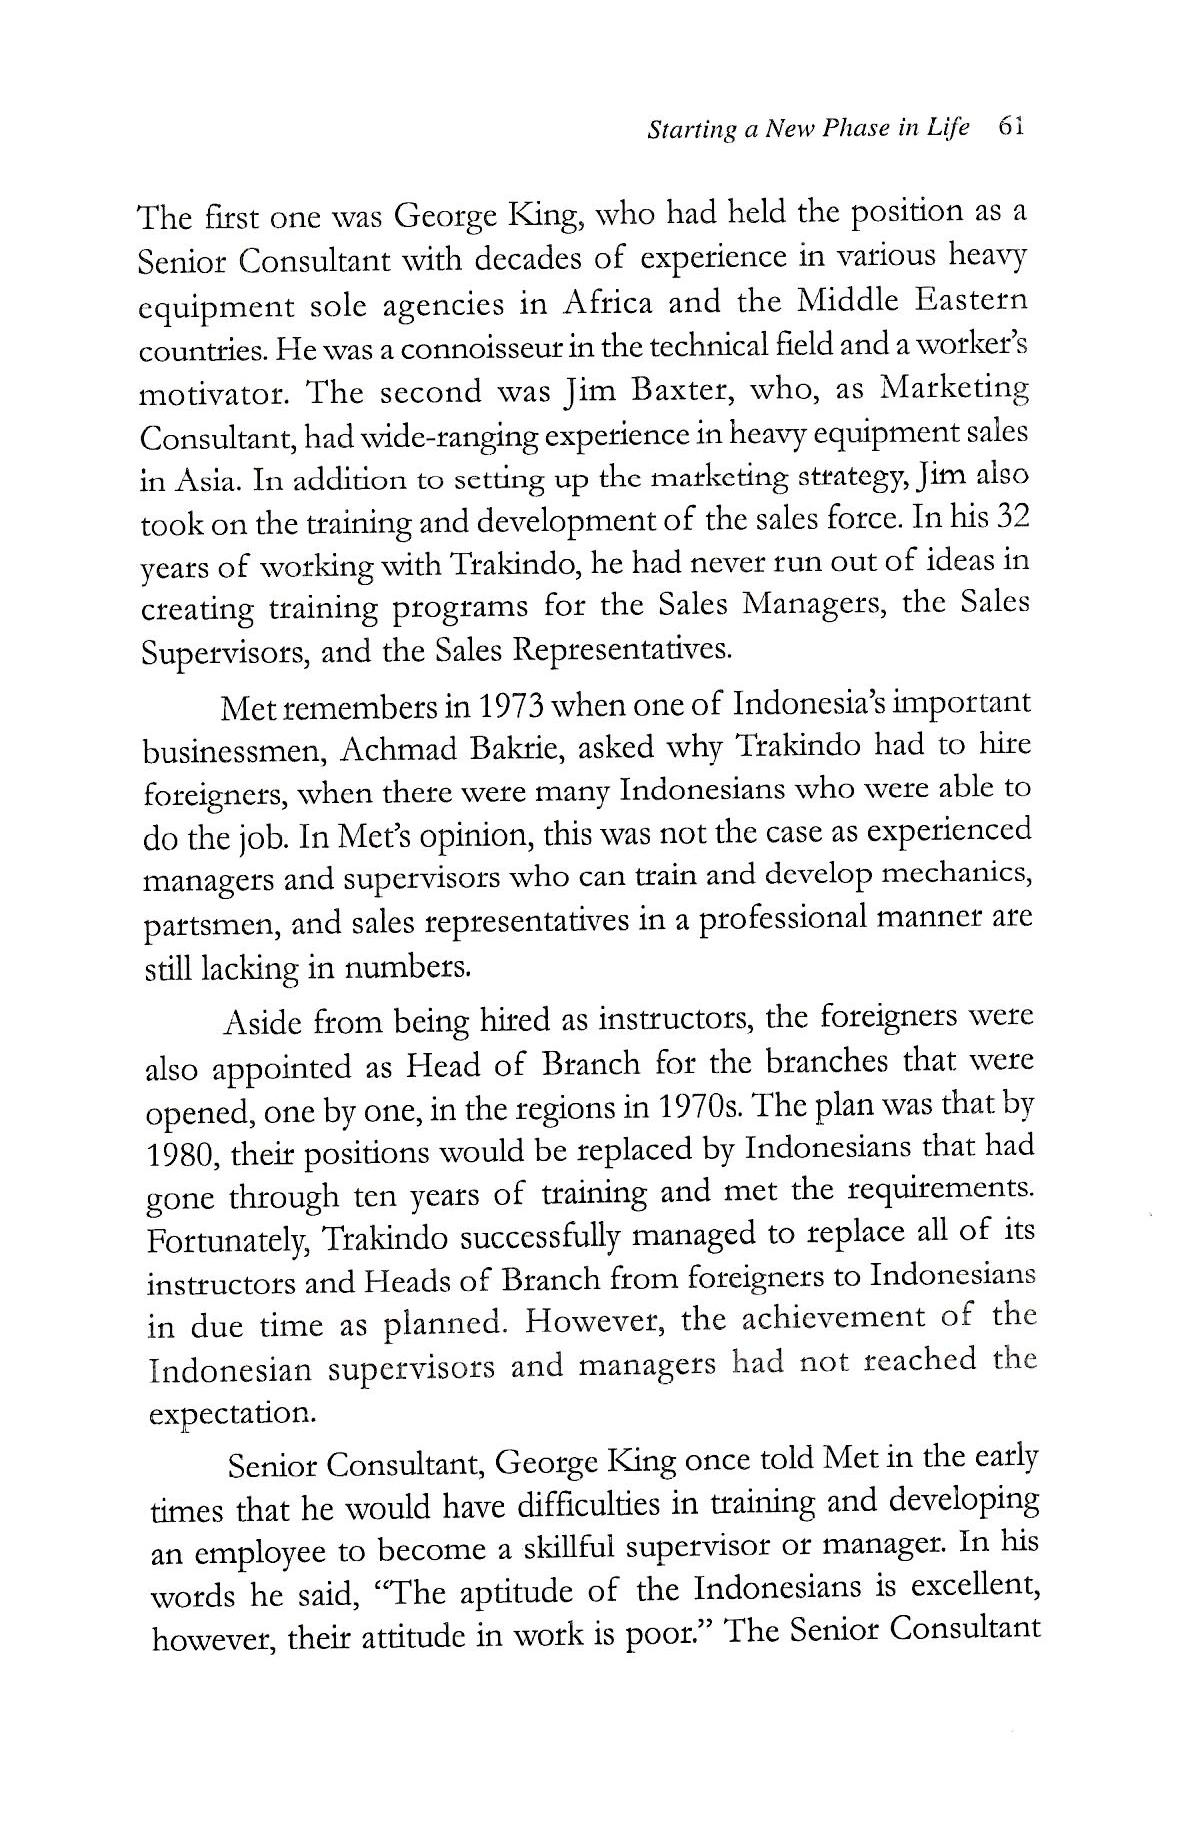 Starting a New Phase in Life 61
The first one was George King, who had held the position as a
Senior Consultant with decades of experience in various heavy
equipment sole agencies in Africa and the Middle Eastern
countries. He was a connoisseur in the technical field and a worker's
motivator. The second was Jim Baxter, who, as Marketing
Consultant, had wide-ranging experience in heavy equipment sales
in Asia. In addition to setting up the marketing strategy, Jim also
took on the training and development of the sales force. In his 32
years of working with Trakindo, he had never run out of ideas in
creating training programs for the Sales Managers, the Sales
Supervisors, and the Sales Representatives.
Met remembers in 1973 when one of Indonesia's important
businessmen, Achmad Bakrie, asked why Trakindo had to hire
foreigners, when there were many Indonesians who were able to
do the job. In Met's opinion, this was not the case as experienced
managers and supervisors who can train and develop mechanics,
partsmen, and sales representatives in a professional manner are
still lacking in numbers.
Aside from being hired as instructors, the foreigners were
also appointed as Head of Branch for the branches that were
opened, one by one, in the regions in 1970s. The plan was that by
1980, their positions would be replaced by Indonesians that had
gone through ten years of training and met the requirements.
Fortunately, Trakindo successfully managed to replace all of its
instructors and Heads of Branch from foreigners to Indonesians
in due time as planned. However, the achievement of the
Indonesian supervisors and managers had not reached the
expectation.
Senior Consultant, George King once told Met in the early
times that he would have difficulties in training and developing
an employee to become a skillful supervisor or manager. In his
words he said, “The aptitude of the Indonesians is excellent,
however, their attitude in work is poor.” The Senior Consultant